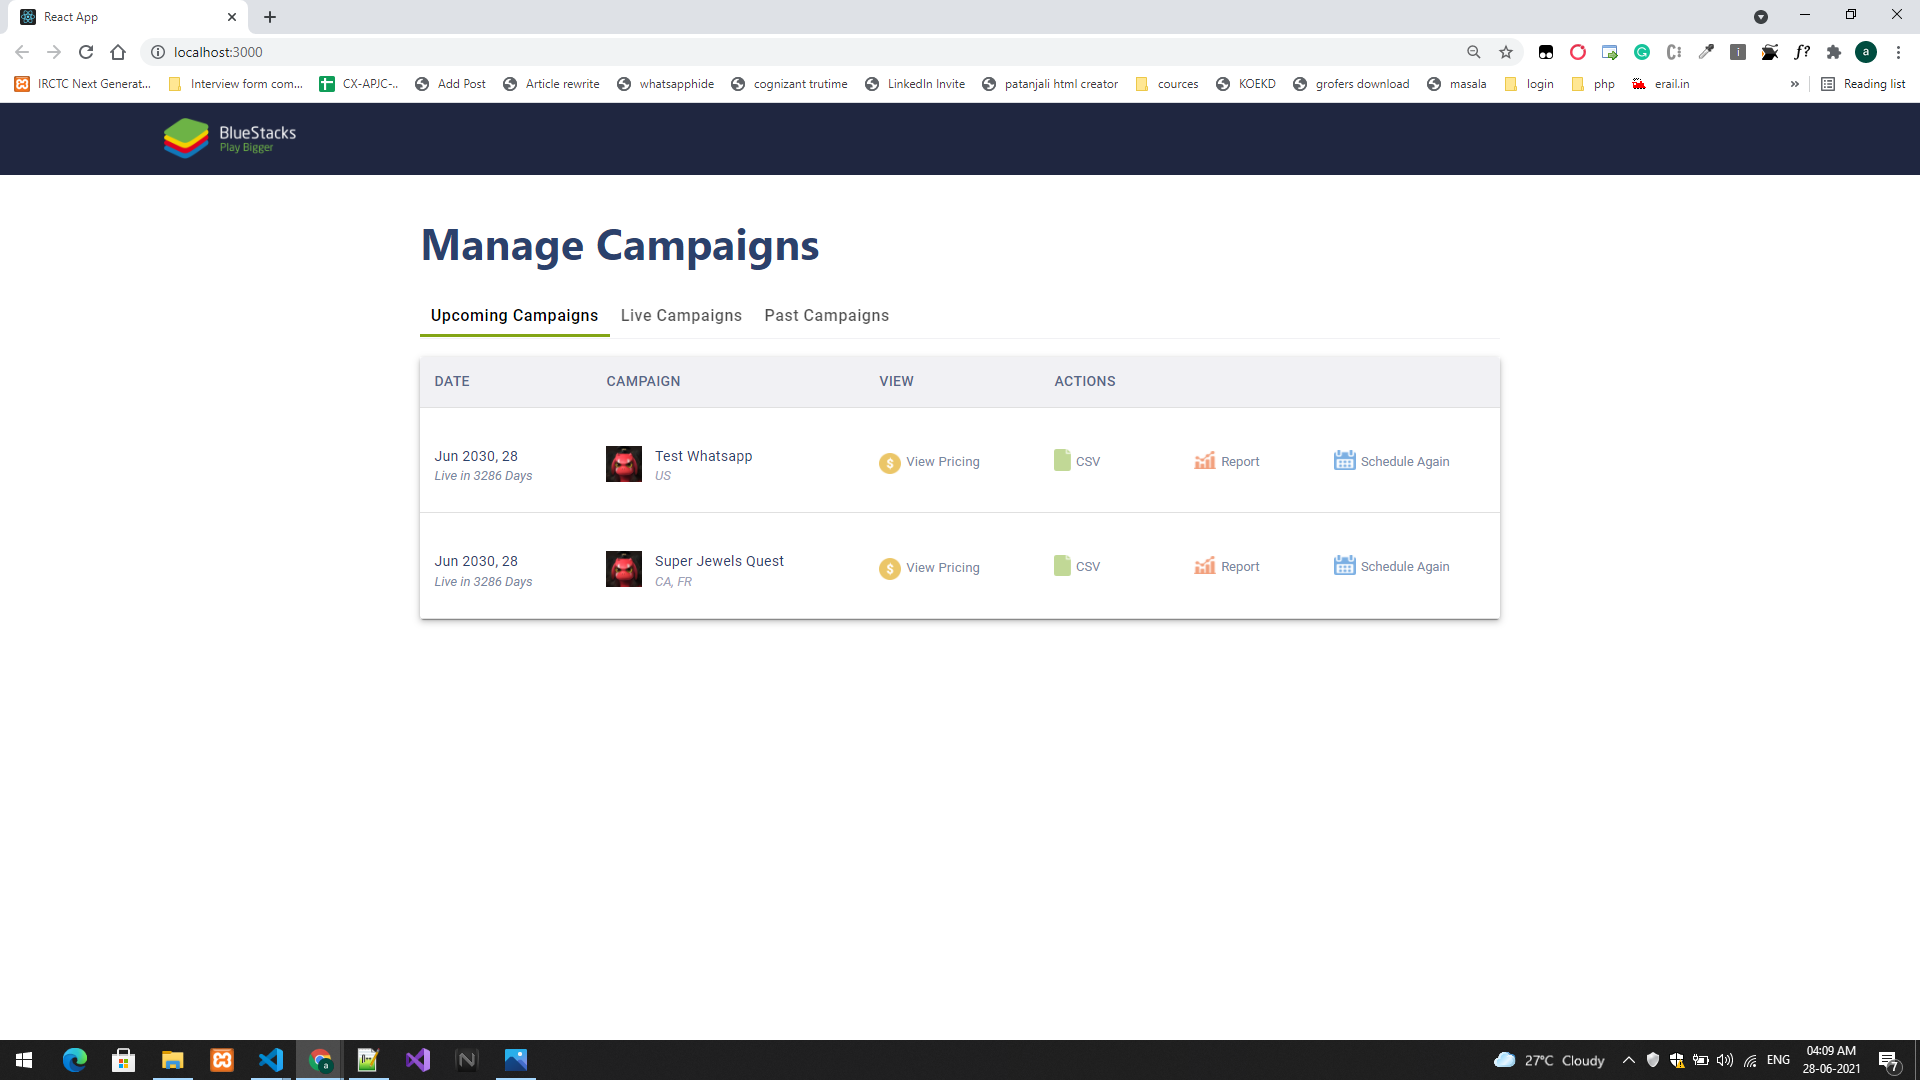 React App
localhost:3000
IRCTC Next Generat... Interview form com... CX-APJC-.. Add Post Article rewrite whatsapphide cognizant trutime LinkedIn Invite patanjali html creator cources KOEKD grofers download masala login php erail.in » Reading list
BlueStacks
Play Bigger
Manage Campaigns
Upcoming Campaigns Live Campaigns Past Campaigns
DATE CAMPAIGN VIEW ACTIONS
Jun 2030, 28 Test Whatsapp View Pricing CSV Report Schedule Again
Live in 3286 Days US
Jun 2030, 28 Super Jewels Quest View Pricing CSV Report Schedule Again
Live in 3286 Days CA, FR
27°C Cloudy ENG 04:09 AM
28-06-2021 7